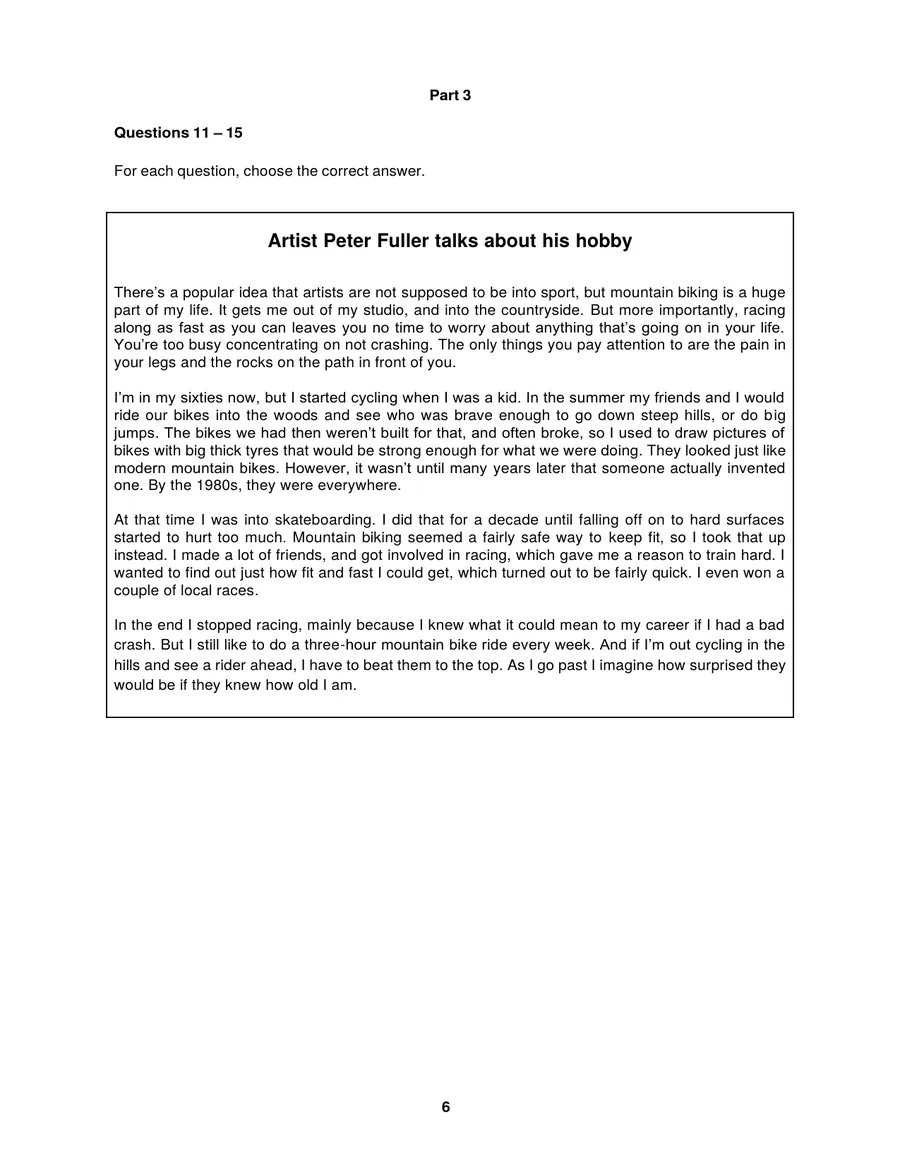 Part 3
Questions 11 – 15
For each question, choose the correct answer.
Artist Peter Fuller talks about his hobby
There’s a popular idea that artists are not supposed to be into sport, but mountain biking is a huge
part of my life. It gets me out of my studio, and into the countryside. But more importantly, racing
along as fast as you can leaves you no time to worry about anything that’s going on in your life.
You’re too busy concentrating on not crashing. The only things you pay attention to are the pain in
your legs and the rocks on the path in front of you.
I’m in my sixties now, but I started cycling when I was a kid. In the summer my friends and I would
ride our bikes into the woods and see who was brave enough to go down steep hills, or do big
jumps. The bikes we had then weren’t built for that, and often broke, so I used to draw pictures of
bikes with big thick tyres that would be strong enough for what we were doing. They looked just like
modern mountain bikes. However, it wasn’t until many years later that someone actually invented
one. By the 1980s, they were everywhere.
At that time I was into skateboarding. I did that for a decade until falling off on to hard surfaces
started to hurt too much. Mountain biking seemed a fairly safe way to keep fit, so I took that up
instead. I made a lot of friends, and got involved in racing, which gave me a reason to train hard. I
wanted to find out just how fit and fast I could get, which turned out to be fairly quick. I even won a
couple of local races.
In the end I stopped racing, mainly because I knew what it could mean to my career if I had a bad
crash. But I still like to do a three-hour mountain bike ride every week. And if I’m out cycling in the
hills and see a rider ahead, I have to beat them to the top. As I go past I imagine how surprised they
would be if they knew how old I am.
6